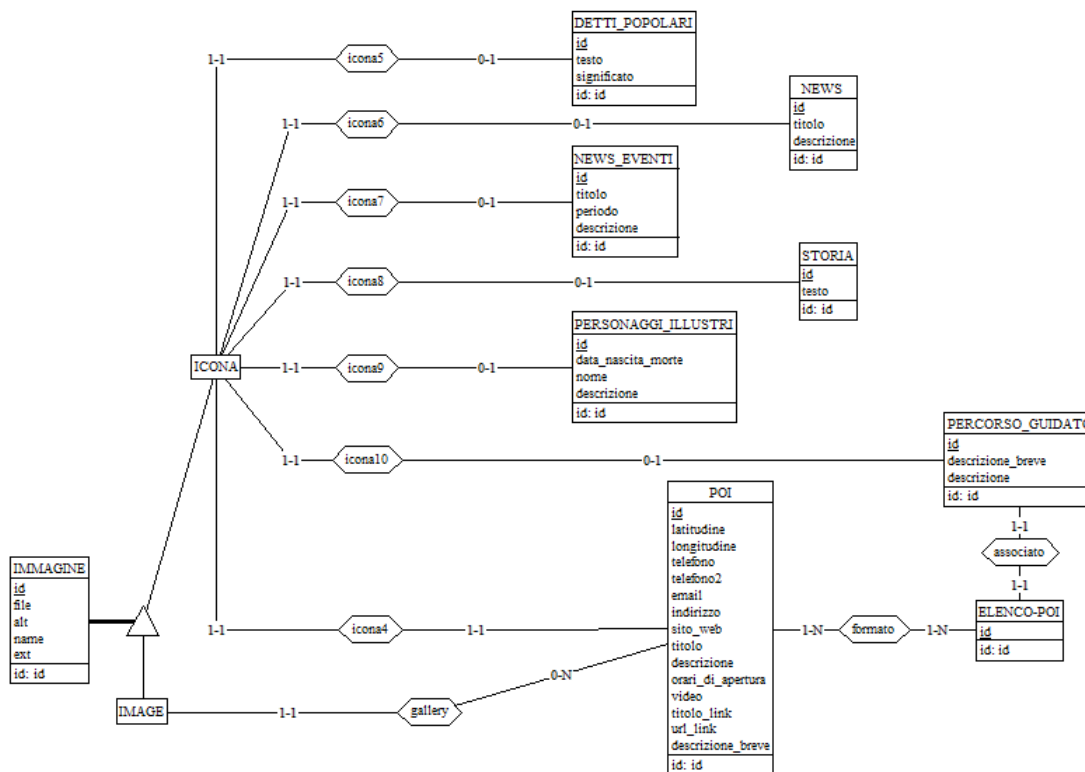 DETTI_POPOLARI
id
testo
significato
id: id
1-1
icona5
0-1
NEWS
id
titolo
descrizione
id: id
1-1
icona6
0-1
NEWS_EVENTI
id
titolo
periodo
descrizione
id: id
1-1
icona7
0-1
STORIA
id
testo
id: id
1-1
icona8
0-1
PERSONAGGI_ILLUSTRI
id
data_nascita_morte
nome
descrizione
id: id
ICONA
1-1
icona9
0-1
PERCORSO_GUIDATO
id
descrizione_breve
descrizione
id: id
1-1
icona10
0-1
POI
id
latitudine
longitudine
telefono
telefono2
email
indirizzo
sito_web
titolo
descrizione
orari_di_apertura
video
titolo_link
url_link
descrizione_breve
id: id
1-1
associato
1-1
IMMAGINE
id
file
alt
name
ext
id: id
1-1
icona4
1-1
1-N
formato
1-N
ELENCO-POI
id
id: id
0-N
IMAGE
1-1
gallery